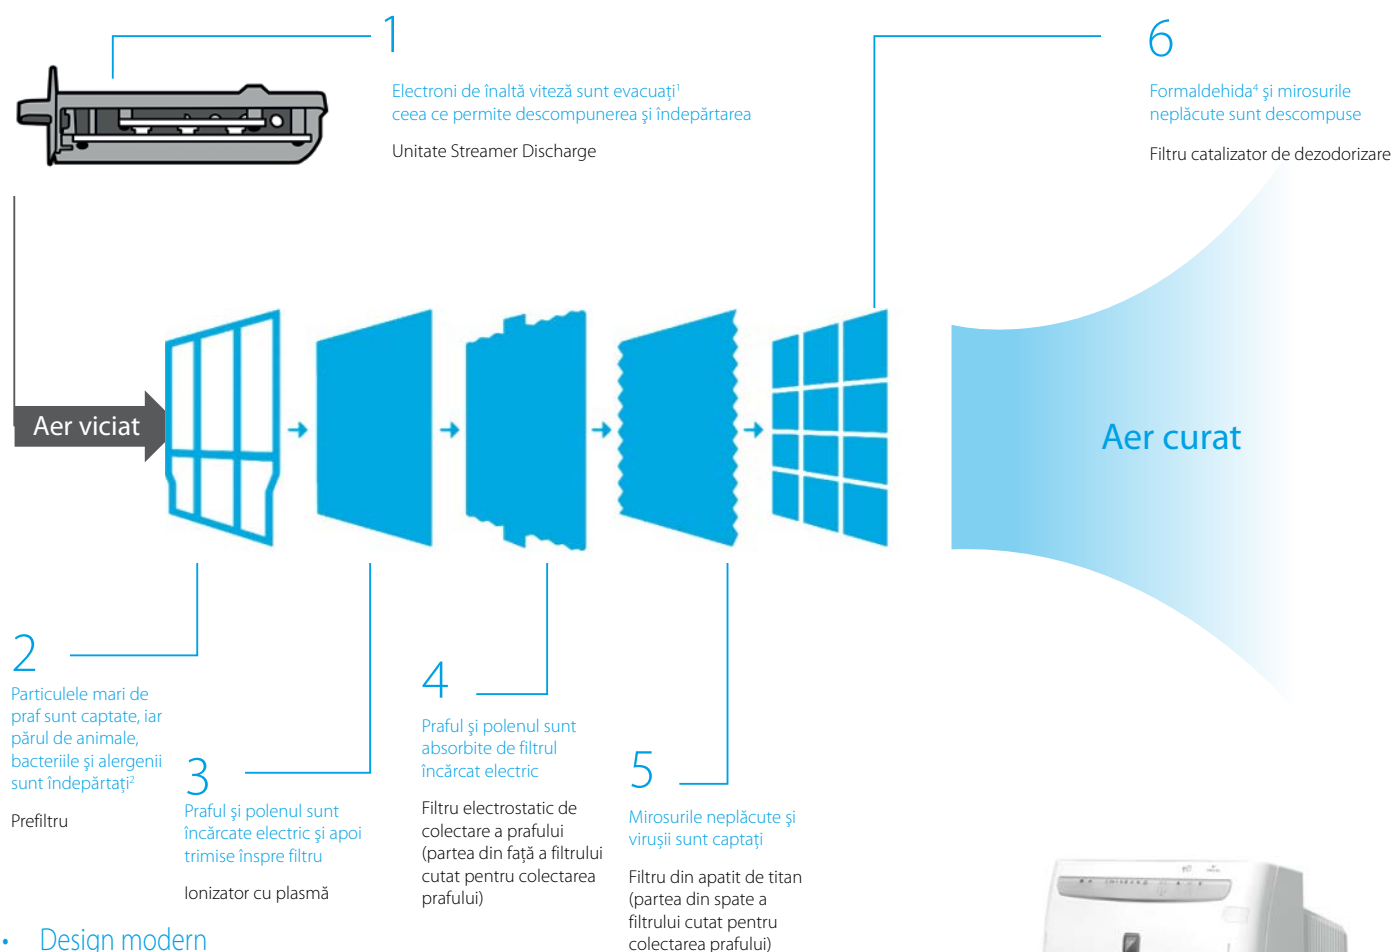 1
Electroni de înaltă viteză sunt evacuați¹
ceea ce permite descompunerea și îndepărtarea
Unitate Streamer Discharge
6
Formaldehida⁴ și mirosurile
neplăcute sunt descompuse
Filtru catalizator de dezodorizare
Aer viciat
Aer curat
2
Particulele mari de
praf sunt captate, iar
părul de animale,
bacteriile și alergenii
sunt îndepărtați²
Prefiltru
3
Praful și polenul sunt
încărcate electric și apoi
trimise înspre filtru
Ionizator cu plasmă
4
Praful și polenul sunt
absorbite de filtrul
încărcat electric
Filtru electrostatic de
colectare a prafului
(partea din față a filtrului
cutat pentru colectarea
prafului)
5
Mirosurile neplăcute și
virușii sunt captați
Filtru din apatit de titan
(partea din spate a
filtrului cutat pentru
colectarea prafului)
• Design modern